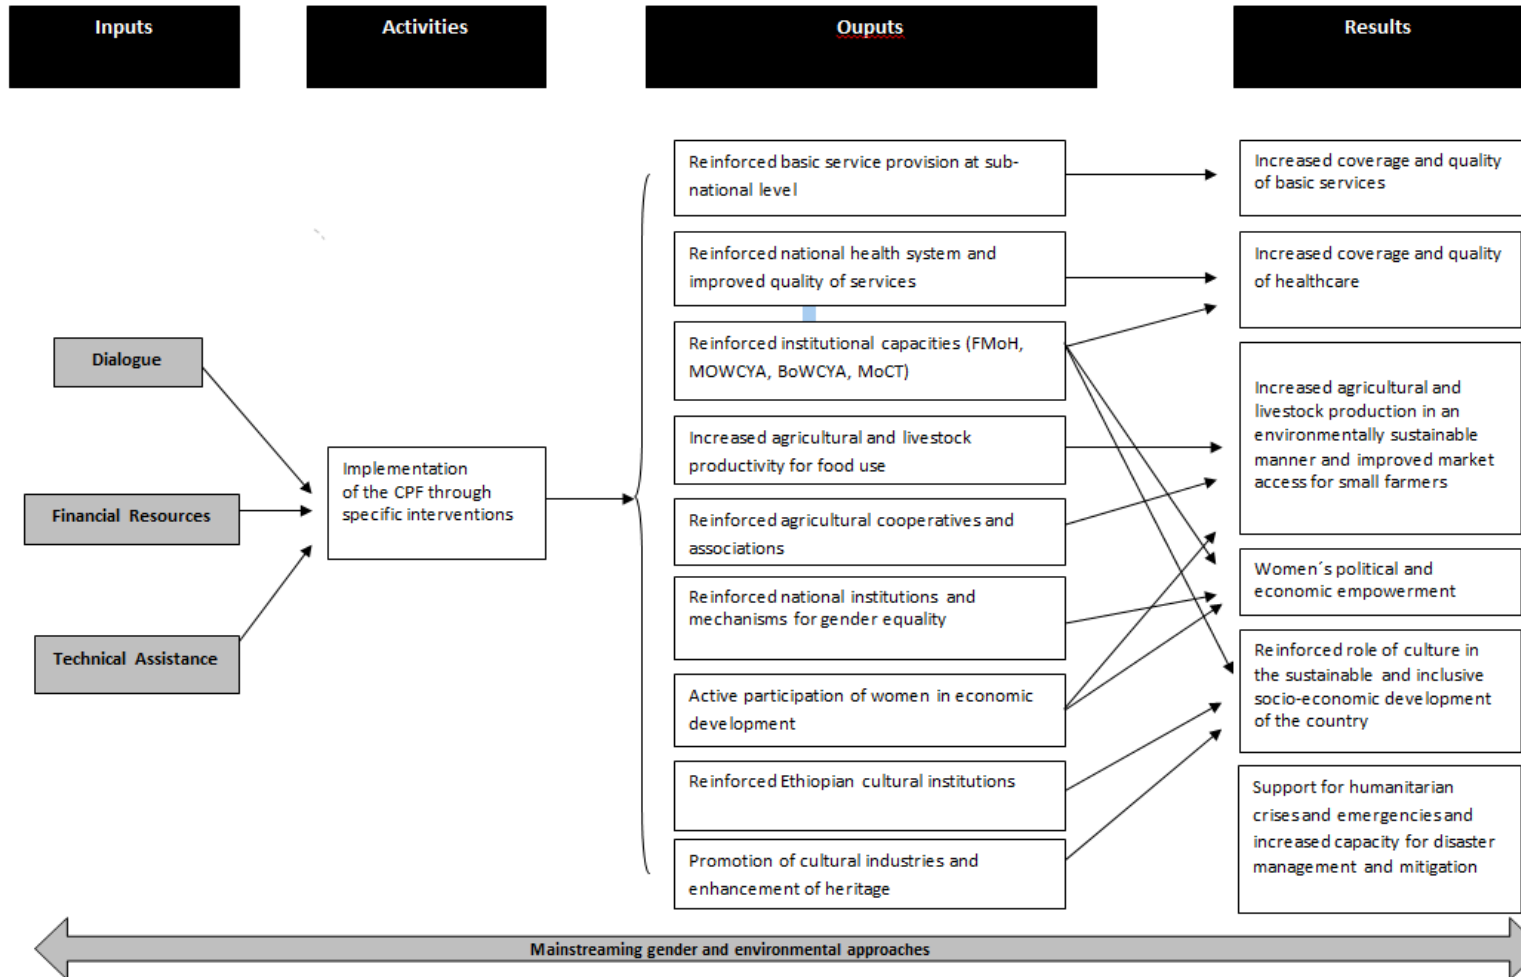 Inputs
Activities
Ouputs
Results
Dialogue
Financial Resources
Technical Assistance
Implementation
of the CPF through
specific interventions
Reinforced basic service provision at sub-
national level
Reinforced national health system and
improved quality of services
Reinforced institutional capacities (FMoH,
MOWCYA, BoWCYA, MoCT)
Increased agricultural and livestock
productivity for food use
Reinforced agricultural cooperatives and
associations
Reinforced national institutions and
mechanisms for gender equality
Active participation of women in economic
development
Reinforced Ethiopian cultural institutions
Promotion of cultural industries and
enhancement of heritage
Increased coverage and quality
of basic services
Increased coverage and quality
of healthcare
Increased agricultural and
livestock production in an
environmentally sustainable
manner and improved market
access for small farmers
Women´s political and
economic empowerment
Reinforced role of culture in
the sustainable and inclusive
socio-economic development
of the country
Support for humanitarian
crises and emergencies and
increased capacity for disaster
management and mitigation
Mainstreaming gender and environmental approaches